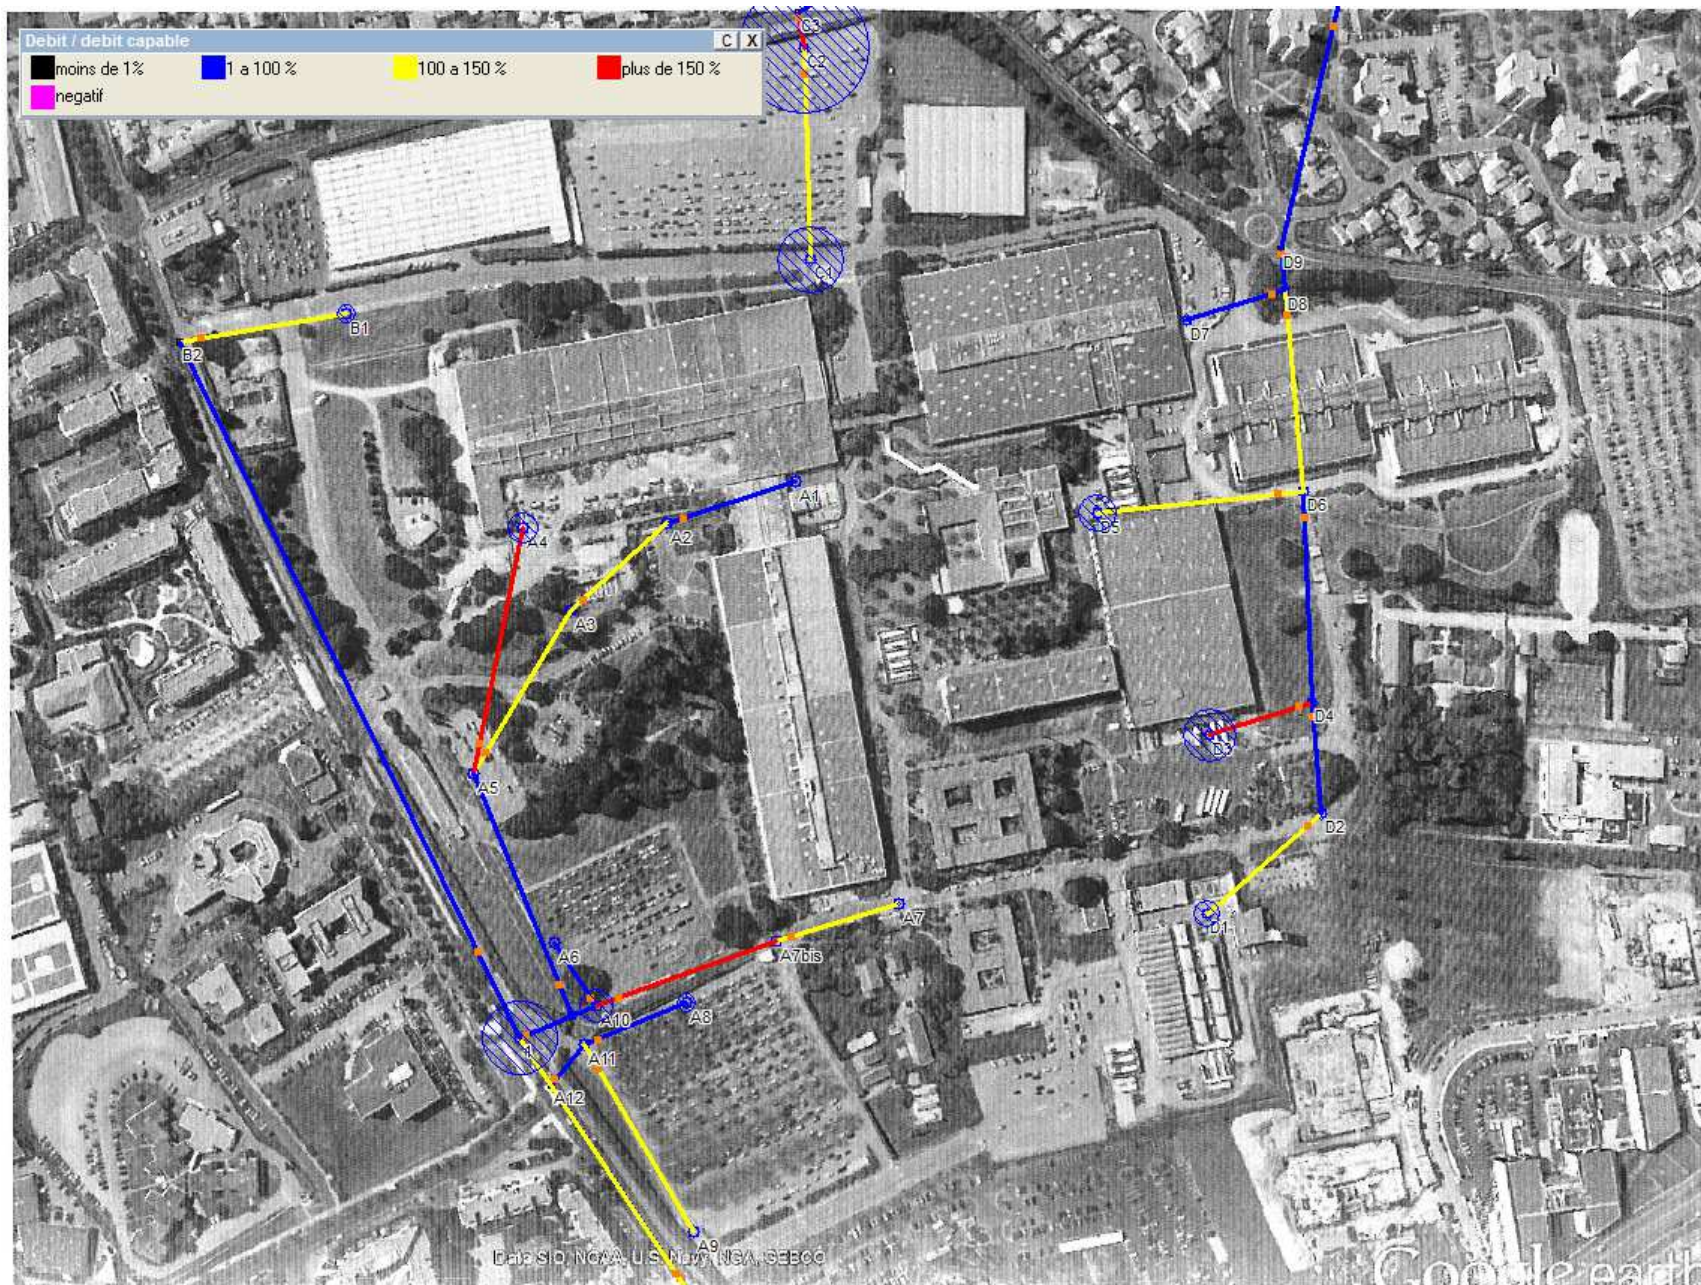 Debit / debit capable
C X
moins de 1%
1 a 100 %
100 a 150 %
plus de 150 %
negatif
C3
C2
C1
D9
D8
D7
B1
B2
A1
A2
A4
A3
D5
D6
D3
D4
A5
D2
D1
A7
A7bis
A6
A10
A8
1
A11
A12
A9
Data SIO, NOAA, U.S. Navy, NGA, GEBCO
Google earth